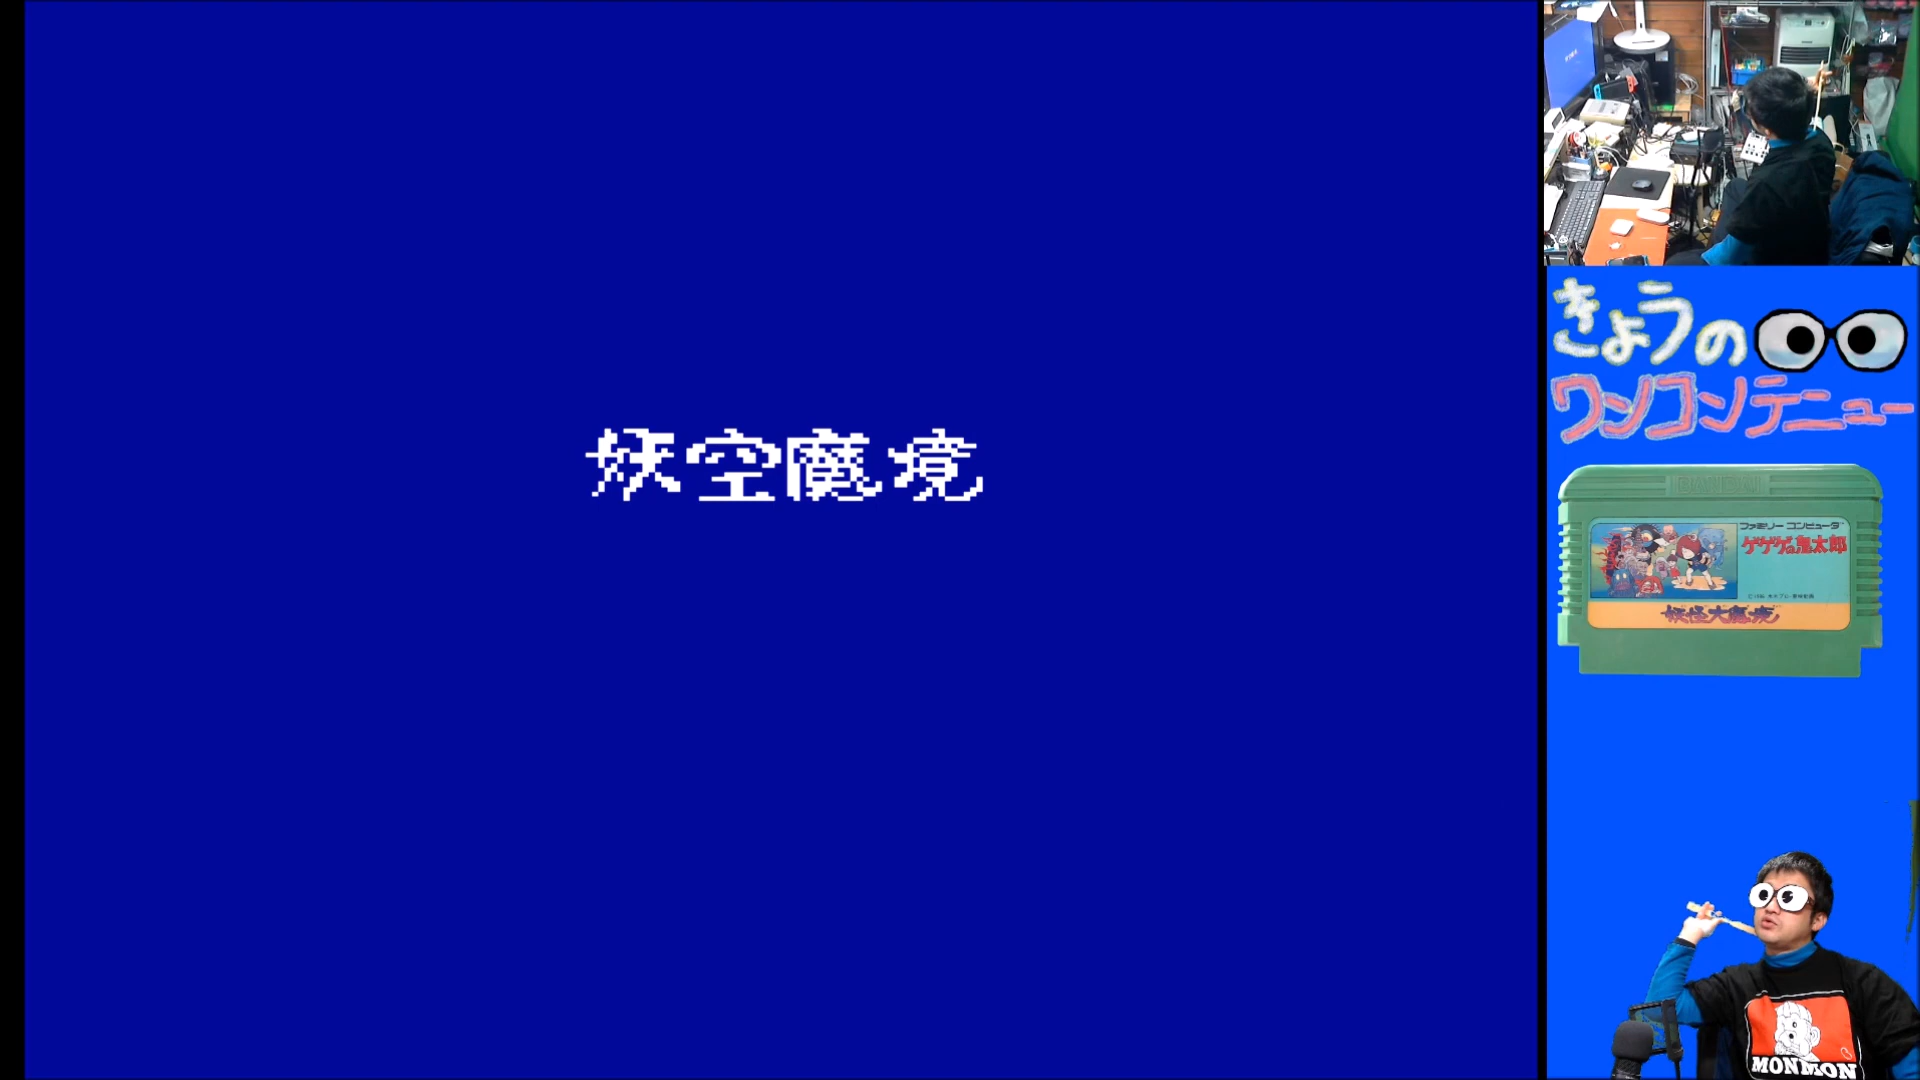 妖空魔境
きょうの
ワンコンテニュー
BANDAI
ファミリーコンピュータ
ゲゲゲの鬼太郎
妖怪大魔境
MONMON